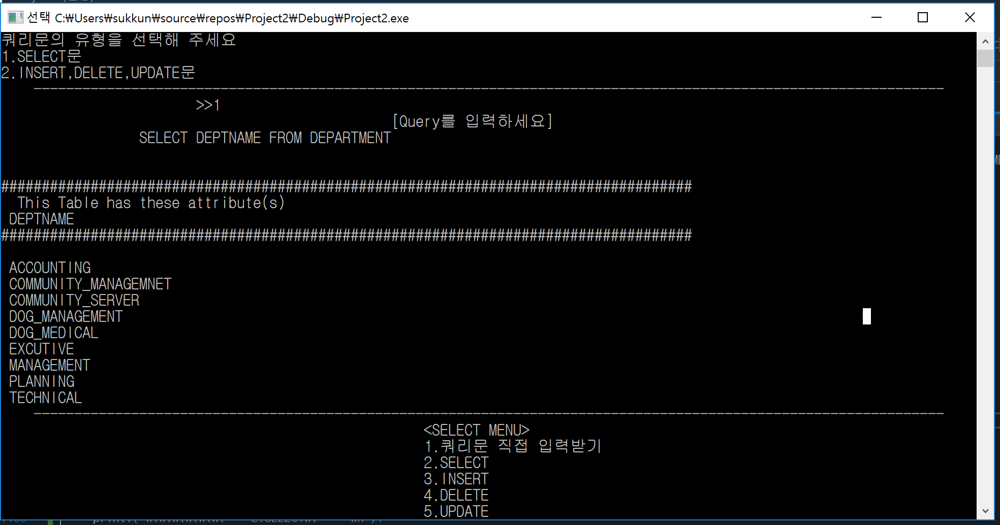 선택 C:₩Users₩sukkun₩source₩repos₩Project2₩Debug₩Project2.exe
쿼리문의 유형을 선택해 주세요
1.SELECT문
2.INSERT,DELETE,UPDATE문
----------------------------------------------------------------------------------------------------------------
>>1
[Query를 입력하세요]
SELECT DEPTNAME FROM DEPARTMENT
#####################################################################################
This Table has these attribute(s)
DEPTNAME
#####################################################################################
ACCOUNTING
COMMUNITY_MANAGEMNET
COMMUNITY_SERVER
DOG_MANAGEMENT
DOG_MEDICAL
EXCUTIVE
MANAGEMENT
PLANNING
TECHNICAL
----------------------------------------------------------------------------------------------------------------
<SELECT MENU>
1.쿼리문 직접 입력받기
2.SELECT
3.INSERT
4.DELETE
5.UPDATE